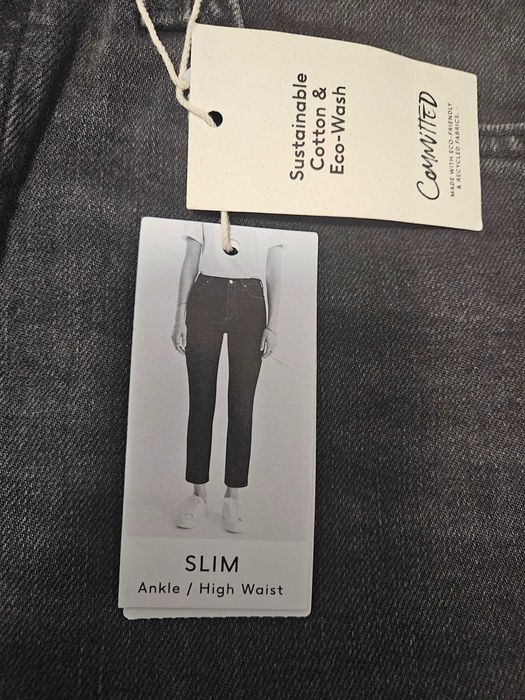 Sustainable
Cotton &
Eco-Wash
COMMITTED
MADE WITH ECO-FRIENDLY
& RECYCLED FABRICS.
SLIM
Ankle / High Waist